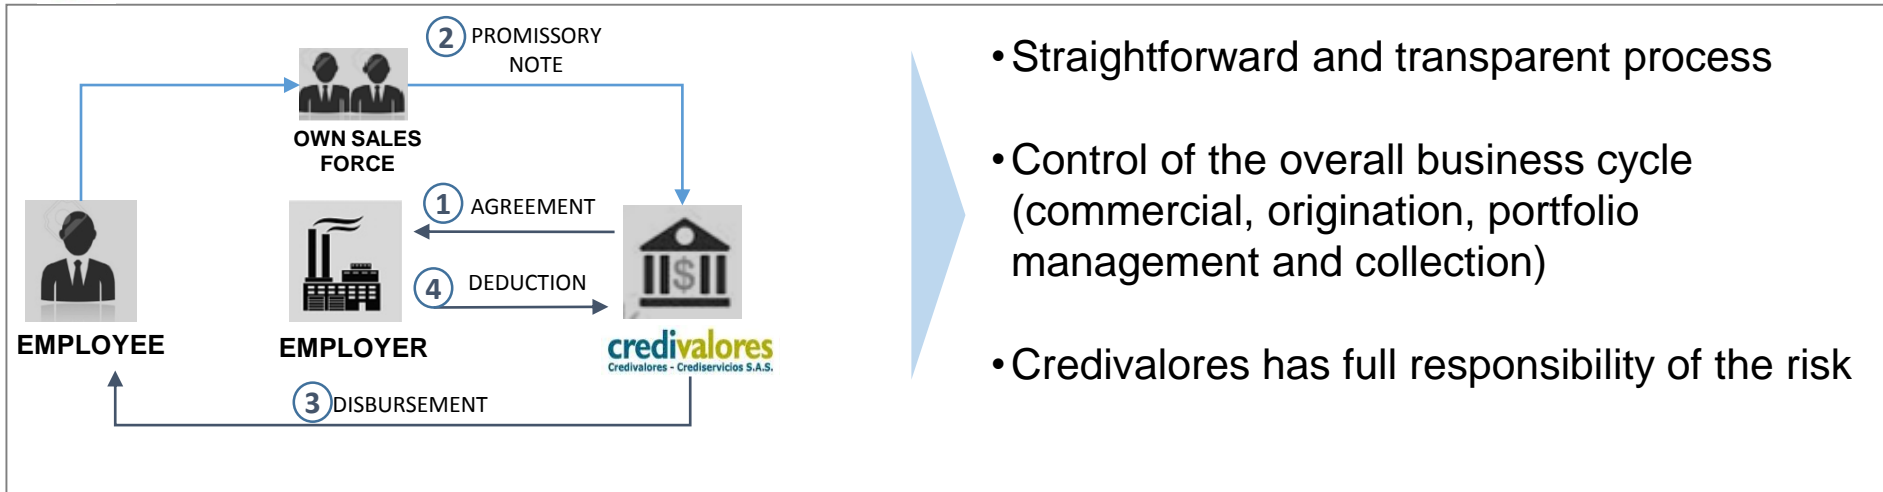 2 PROMISSORY
NOTE
OWN SALES
FORCE
1 AGREEMENT
4 DEDUCTION
EMPLOYEE
EMPLOYER
credivalores
Credivalores - Crediservicios S.A.S.
3 DISBURSEMENT
$
•Straightforward and transparent process
•Control of the overall business cycle
(commercial, origination, portfolio
management and collection)
•Credivalores has full responsibility of the risk